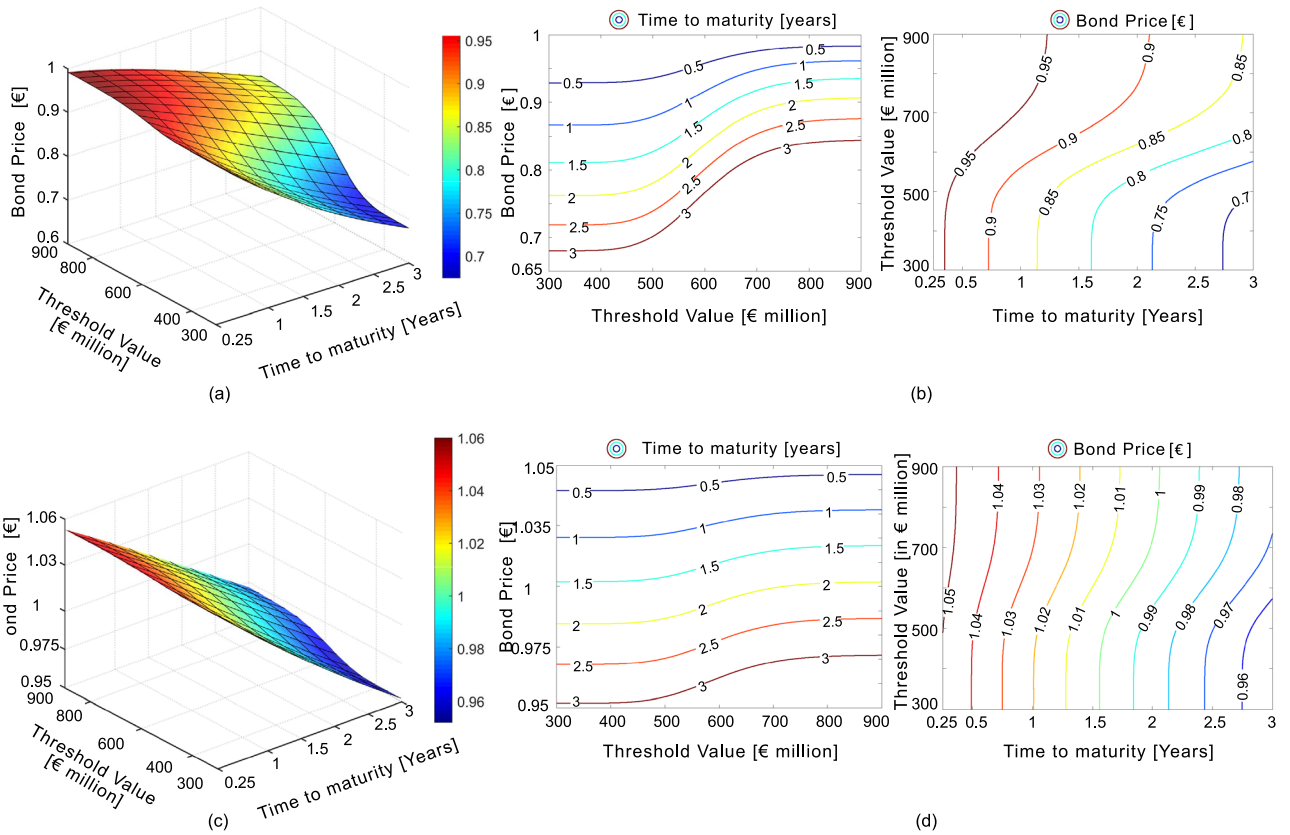 1
0.9
0.8
0.7
0.6
Bond Price [€]
900
800
600
400
300
Threshold Value
[€ million]
0.25
1
1.5
2
2.5
3
Time to maturity [Years]
0.95
0.9
0.85
0.8
0.75
0.7
(a)
Time to maturity [years]
1
0.9
0.8
0.65
Bond Price [€]
0.5 0.5 0.5
1 1 1
1.5 1.5 1.5
2 2 2
2.5 2.5 2.5
3 3 3
300 400 500 600 700 800 900
Threshold Value [€ million]
Bond Price [€]
900
700
500
300
Threshold Value [€ million]
0.95 0.9 0.85
0.95 0.9 0.85 0.8
0.9 0.85 0.8 0.75 0.7
0.25 0.5 1 1.5 2 2.5 3
Time to maturity [Years]
(b)
1.06
1.03
1
0.975
0.95
ond Price [€]
900
800
600
400
300
Threshold Value
[€ million]
0.25
1
1.5
2
2.5
3
Time to maturity [Years]
1.06
1.04
1.02
1
0.98
0.96
(c)
Time to maturity [years]
1.05
1.035
1
0.975
0.95
Bond Price [€]
0.5 0.5 0.5
1 1 1
1.5 1.5 1.5
2 2 2
2.5 2.5 2.5
3 3 3
300 400 500 600 700 800 900
Threshold Value [€ million]
Bond Price [€]
900
700
500
300
Threshold Value [in € million]
1.04 1.03 1.02 1.01 1 0.99 0.98
1.05 1.04 1.03 1.02 1.01 1 0.99 0.98 0.97
0.96
0.25 0.5 1 1.5 2 2.5 3
Time to maturity [Years]
(d)